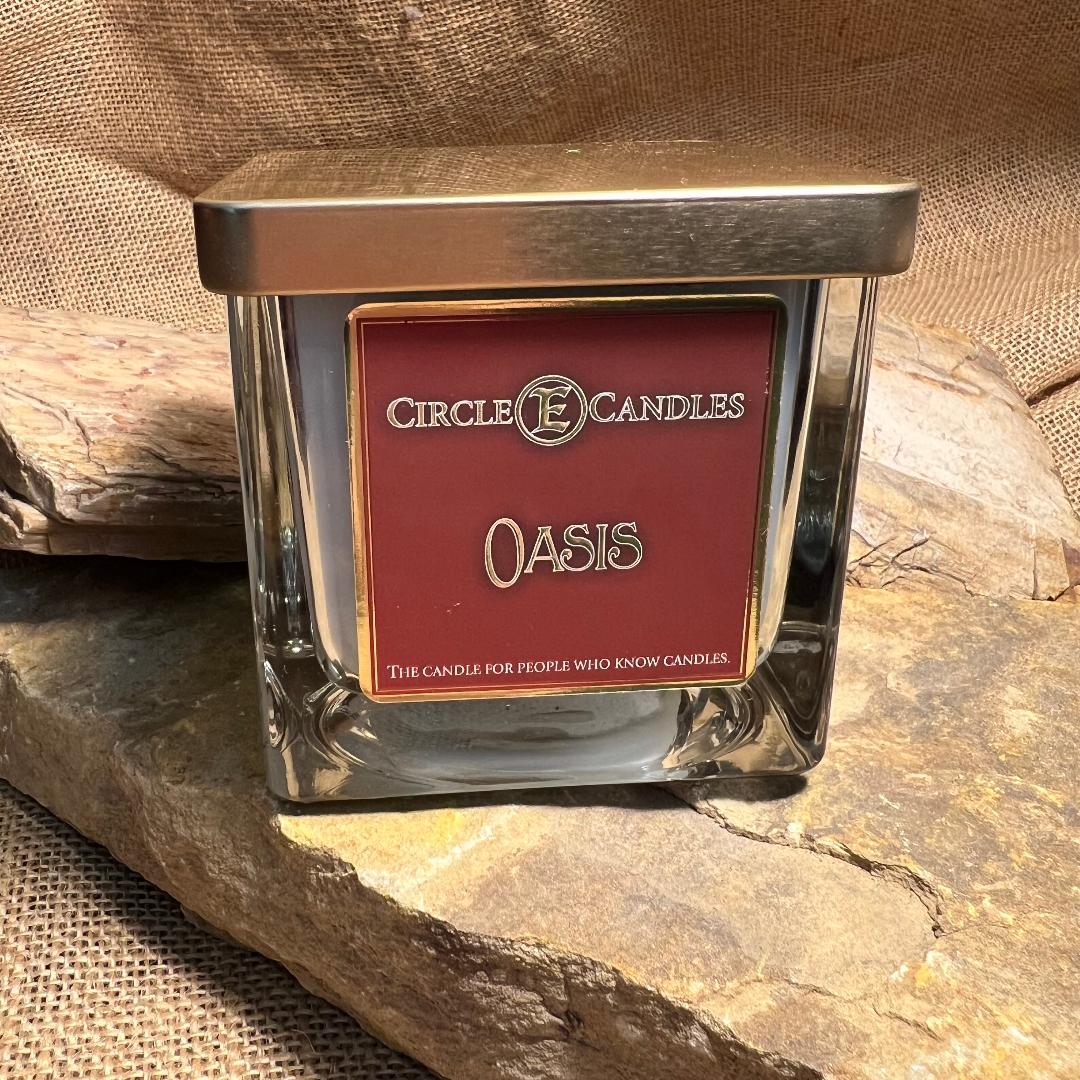 Circle E Candles
Oasis
The candle for people who know candles.